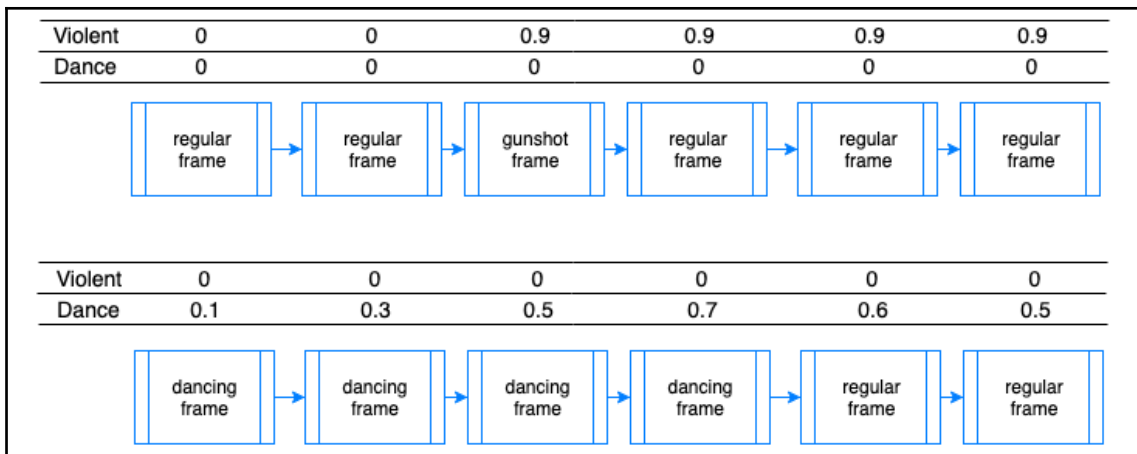 Violent 0 0 0.9 0.9 0.9 0.9
Dance 0 0 0 0 0 0
regular regular gunshot regular regular regular
frame frame frame frame frame frame
Violent 0 0 0 0 0 0
Dance 0.1 0.3 0.5 0.7 0.6 0.5
dancing dancing dancing dancing regular regular
frame frame frame frame frame frame